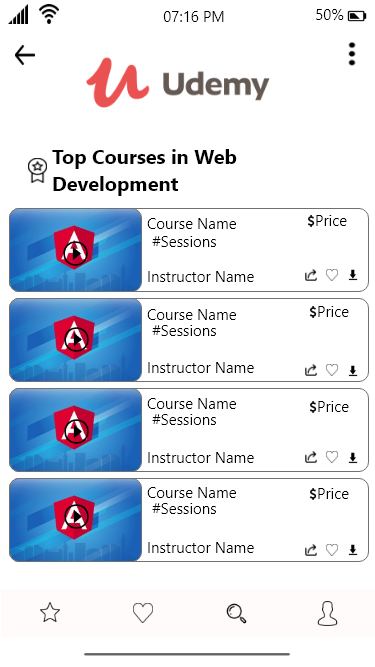 07:16 PM
50%
Udemy
Top Courses in Web
Development
Course Name
$Price
#Sessions
Instructor Name
Course Name
$Price
#Sessions
Instructor Name
Course Name
$Price
#Sessions
Instructor Name
Course Name
$Price
#Sessions
Instructor Name